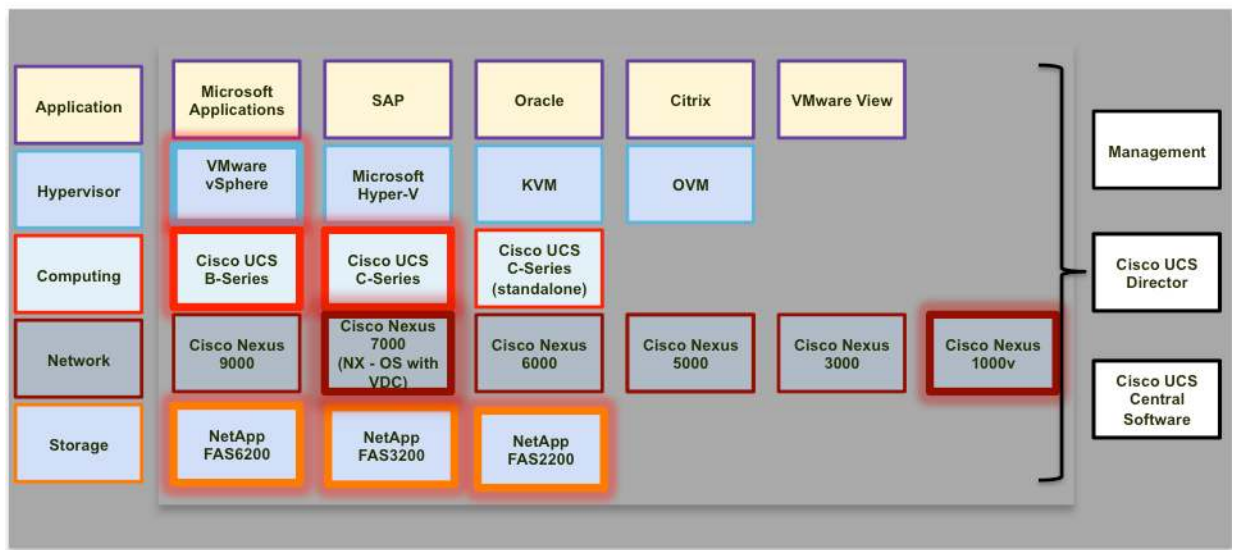 Application
Microsoft
Applications
SAP
Oracle
Citrix
VMware View
Hypervisor
VMware
vSphere
Microsoft
Hyper-V
KVM
OVM
Computing
Cisco UCS
B-Series
Cisco UCS
C-Series
Cisco UCS
C-Series
(standalone)
Network
Cisco Nexus
9000
Cisco Nexus
7000
(NX - OS with
VDC)
Cisco Nexus
6000
Cisco Nexus
5000
Cisco Nexus
3000
Cisco Nexus
1000v
Storage
NetApp
FAS6200
NetApp
FAS3200
NetApp
FAS2200
Management
Cisco UCS
Director
Cisco UCS
Central
Software